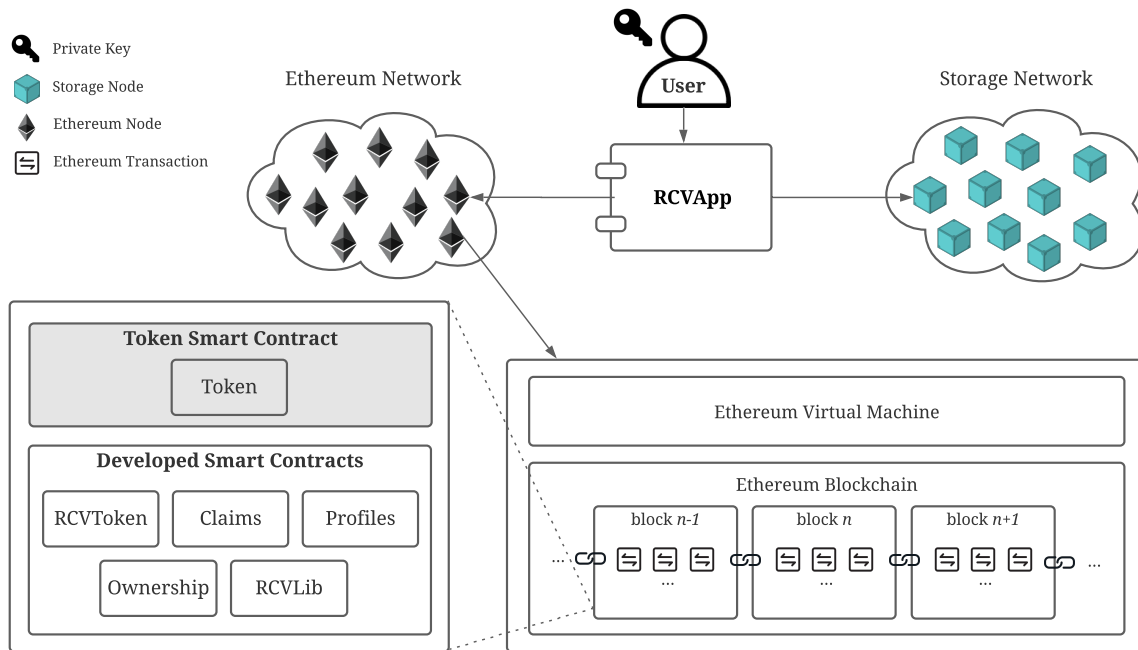 Private Key
Storage Node
Ethereum Node
Ethereum Transaction
Ethereum Network
User
Storage Network
RCVApp
Token Smart Contract
Token
Developed Smart Contracts
RCVToken
Claims
Profiles
Ownership
RCVLib
Ethereum Virtual Machine
Ethereum Blockchain
block n-1
block n
block n+1
...
...
...
...
...